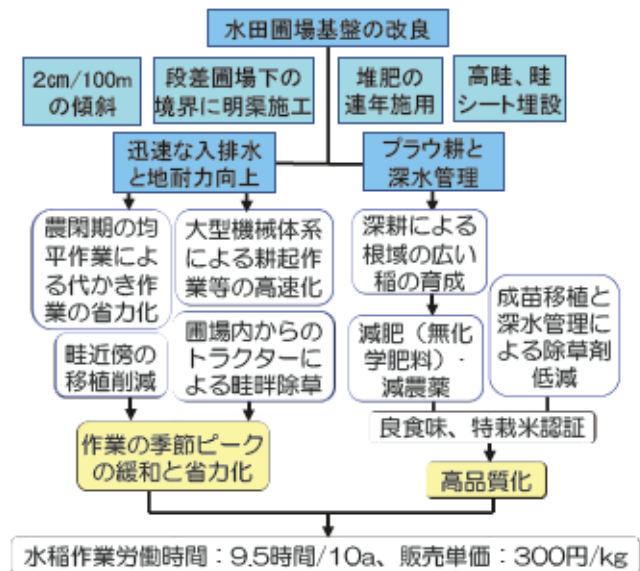 水田圃場基盤の改良
2cm/100m
の傾斜
段差圃場下の
境界に明渠施工
堆肥の
連年施用
高畦、畦
シート埋設
迅速な入排水
と地耐力向上
プラウ耕と
深水管理
農閑期の均
平作業によ
る代かき作
業の省力化
大型機械体系
による耕起作
業等の高速化
深耕による
根域の広い
稲の育成
成苗移植と
深水管理に
よる除草剤
低減
畦近傍の
移植削減
圃場内からの
トラクターに
よる畦畔除草
減肥（無化
学肥料）・
減農薬
良食味、特栽米認証
作業の季節ピーク
の緩和と省力化
高品質化
水稲作業労働時間：9.5時間/10a、販売単価：300円/kg